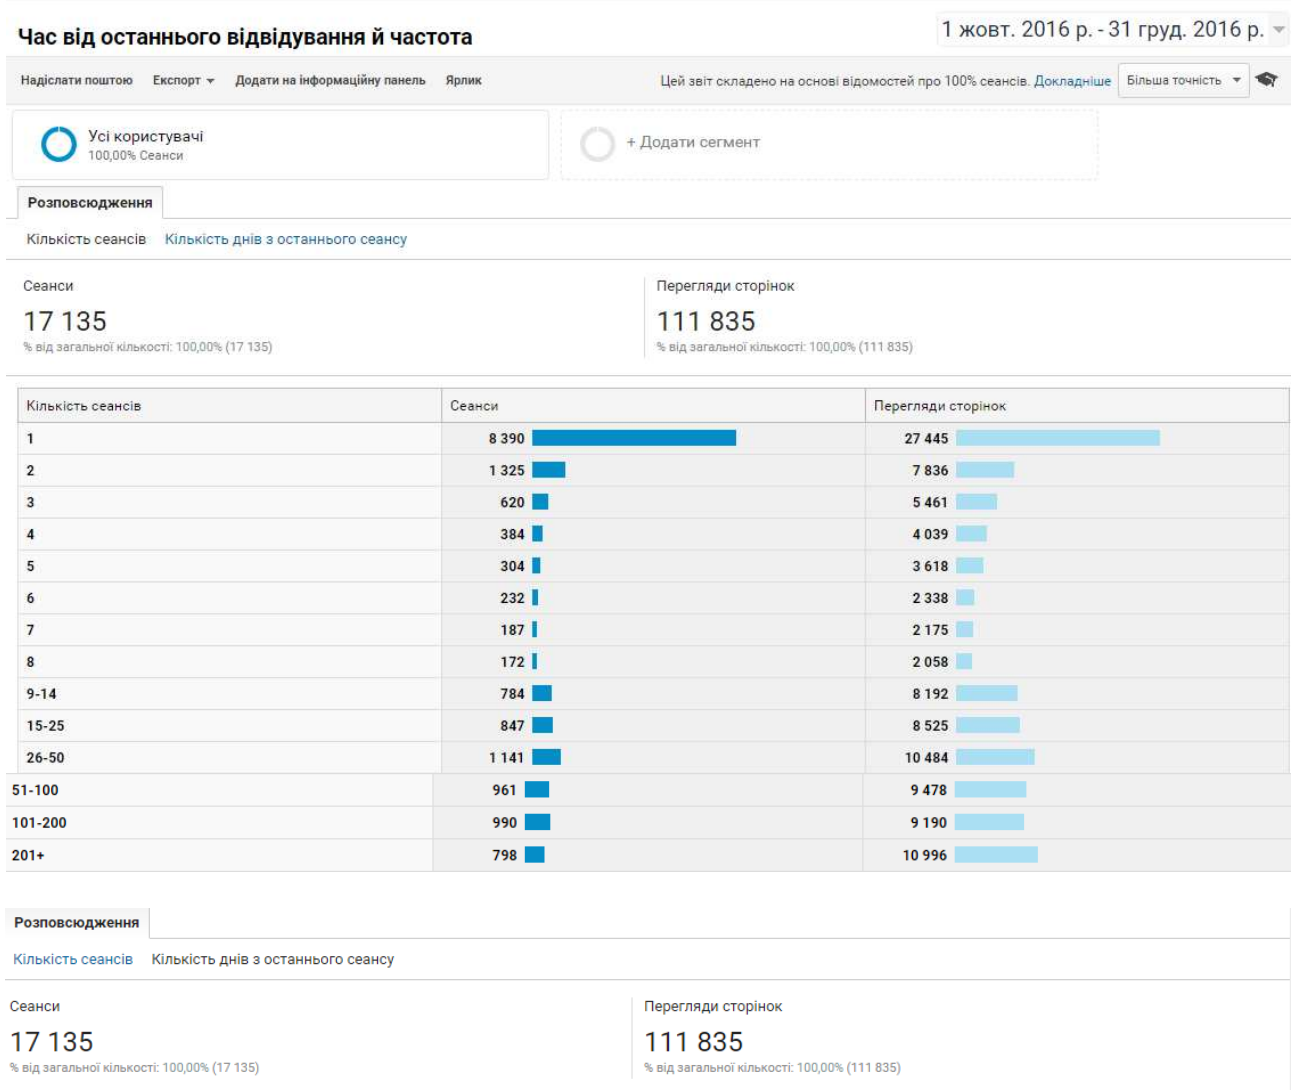 Час від останнього відвідування й частота
1 жовт. 2016 р. - 31 груд. 2016 р.
Надіслати поштою Експорт Додати на інформаційну панель Ярлик Цей звіт складено на основі відомостей про 100% сеансів. Докладніше Більша точність
Усі користувачі
100,00% Сеанси
+ Додати сегмент
Розповсюдження
Кількість сеансів Кількість днів з останнього сеансу
Сеанси Перегляди сторінок
17 135 111 835
% від загальної кількості: 100,00% (17 135) % від загальної кількості: 100,00% (111 835)
Кількість сеансів Сеанси Перегляди сторінок
1 8 390 27 445
2 1 325 7 836
3 620 5 461
4 384 4 039
5 304 3 618
6 232 2 338
7 187 2 175
8 172 2 058
9-14 784 8 192
15-25 847 8 525
26-50 1 141 10 484
51-100 961 9 478
101-200 990 9 190
201+ 798 10 996
Розповсюдження
Кількість сеансів Кількість днів з останнього сеансу
Сеанси Перегляди сторінок
17 135 111 835
% від загальної кількості: 100,00% (17 135) % від загальної кількості: 100,00% (111 835)